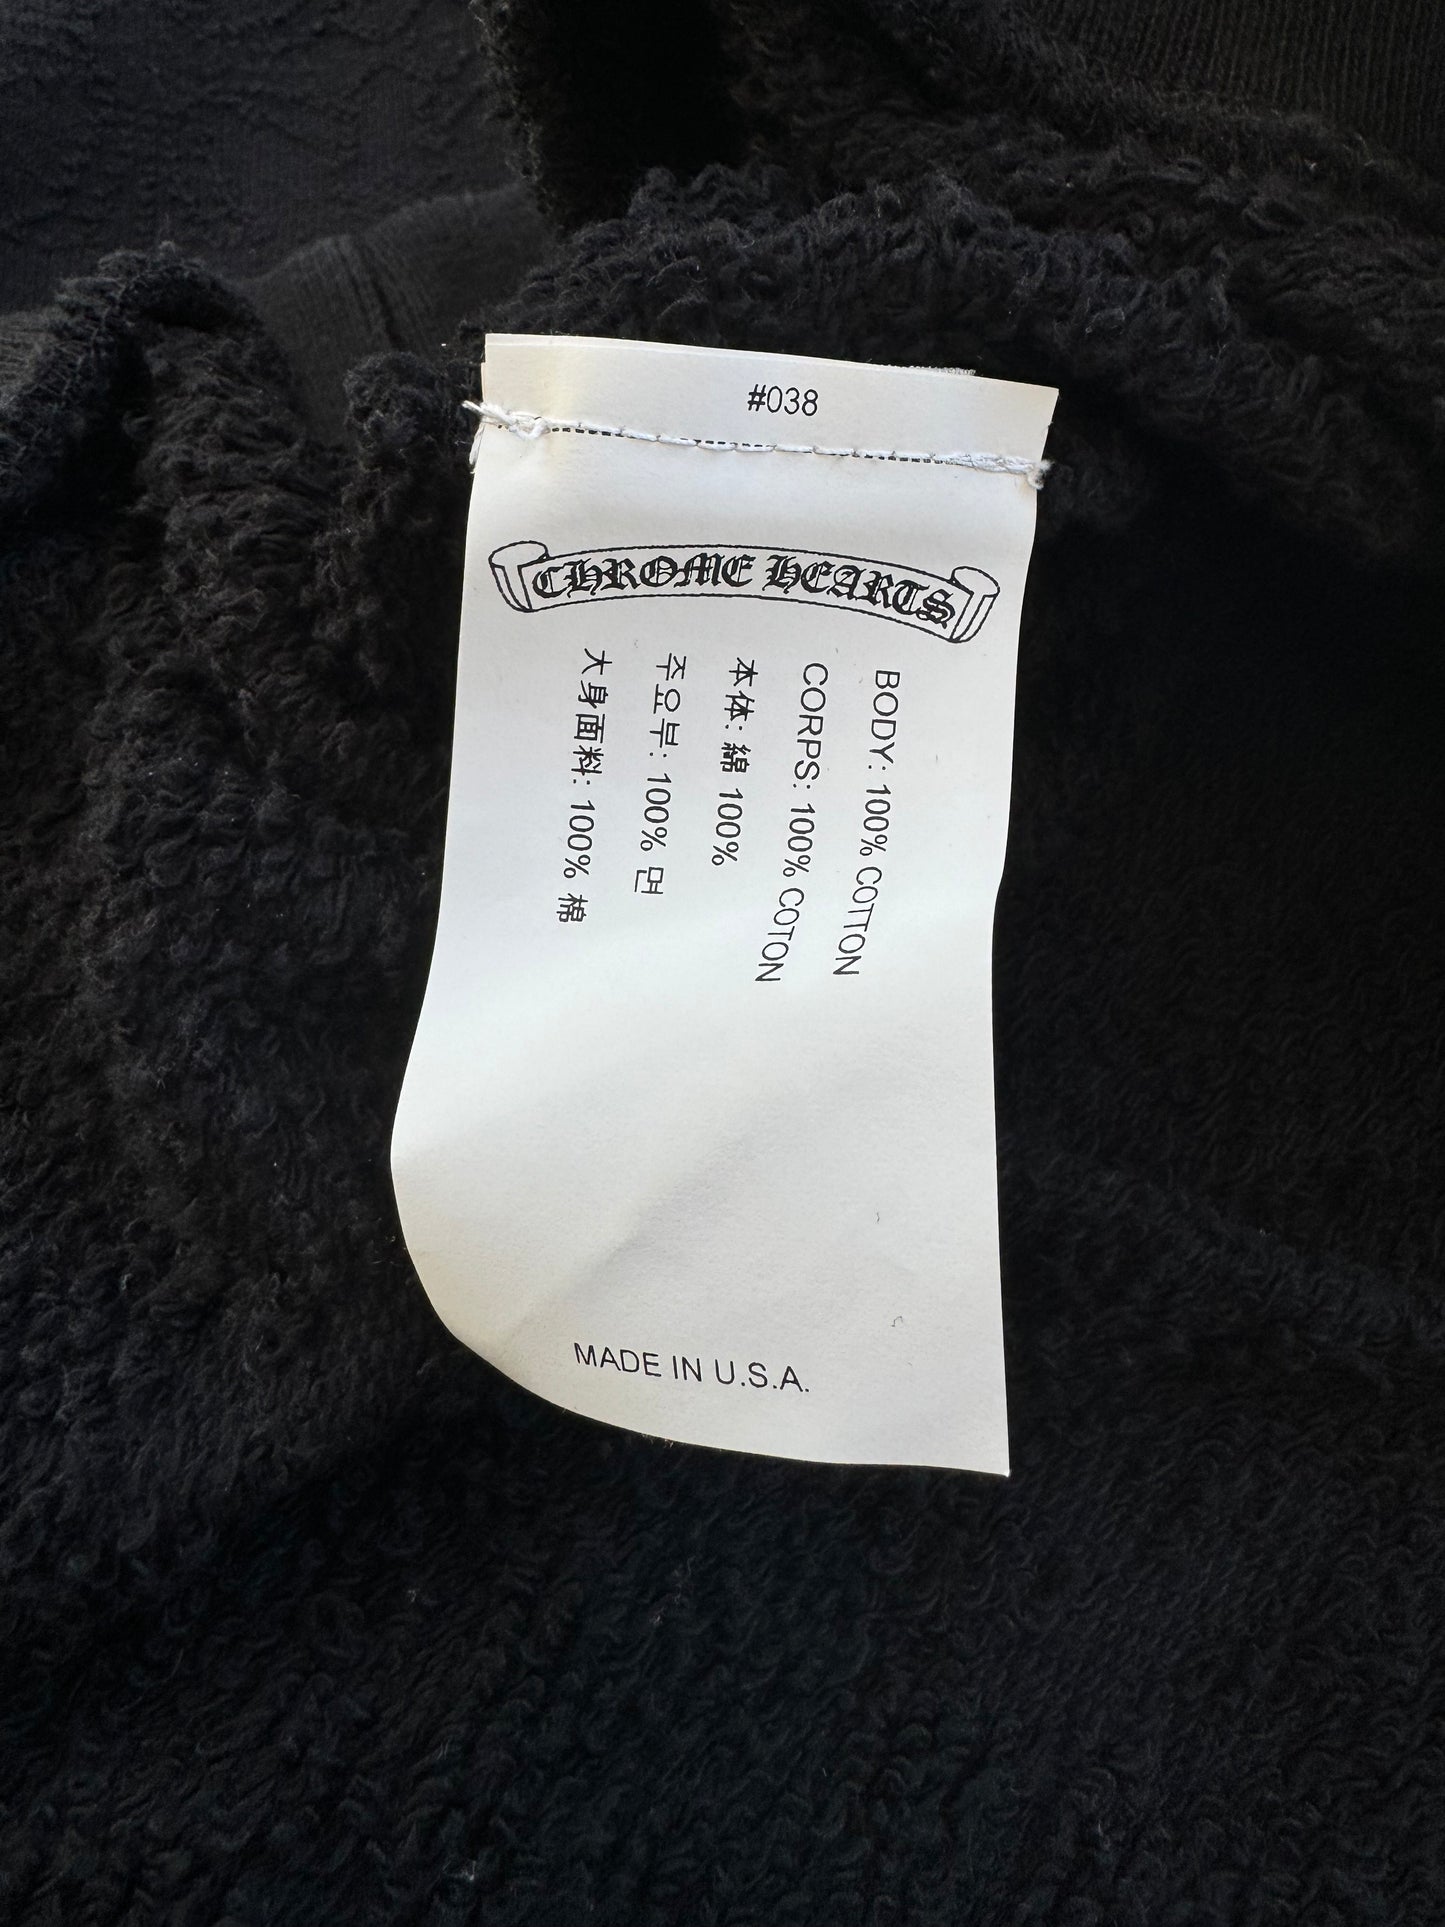 #038
CHROME HEARTS
BODY: 100% COTTON
CORPS: 100% COTON
本体: 綿 100%
주요부: 100% 면
大身面料: 100% 棉
MADE IN U.S.A.